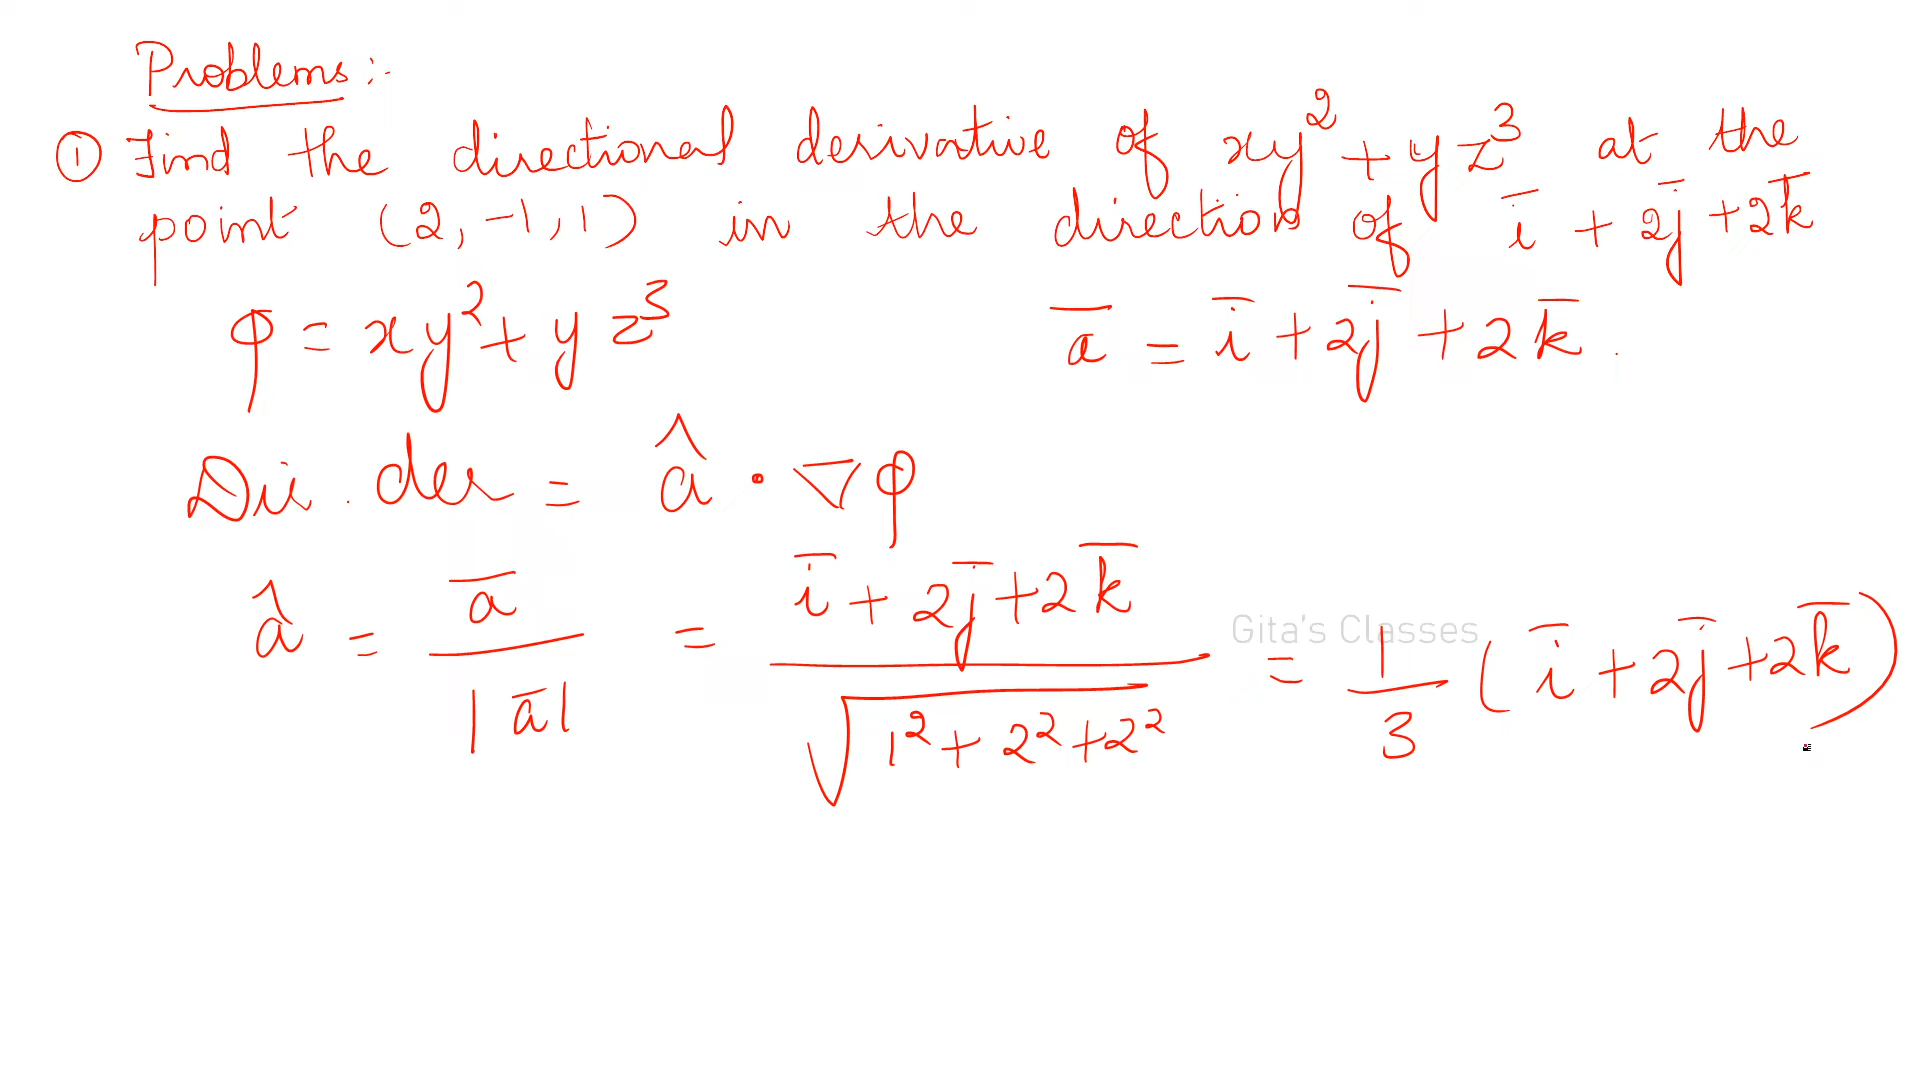 Problems :-
① Find the directional derivative of xy² + yz³ at the
point (2, -1, 1) in the direction of i̅ + 2j̅ + 2k̅
φ = xy² + yz³ a̅ = i̅ + 2j̅ + 2k̅.
Dir. der = â • ∇φ
â = a̅ / |a̅| = (i̅ + 2j̅ + 2k̅) / √(1² + 2² + 2²) = 1/3 (i̅ + 2j̅ + 2k̅)
Gita's Classes